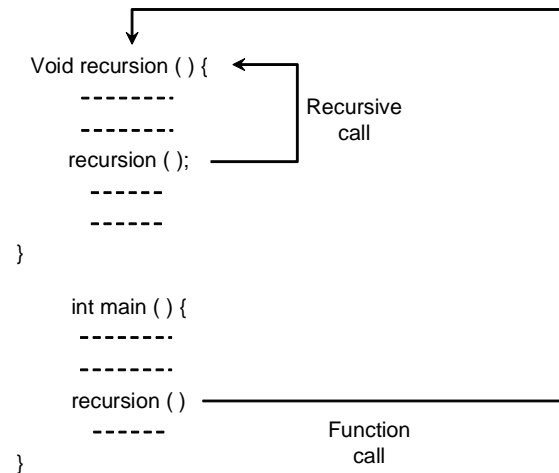 Void recursion ( ) {
Recursive
call
recursion ( );
}
int main ( ) {
recursion ( )
Function
call
}